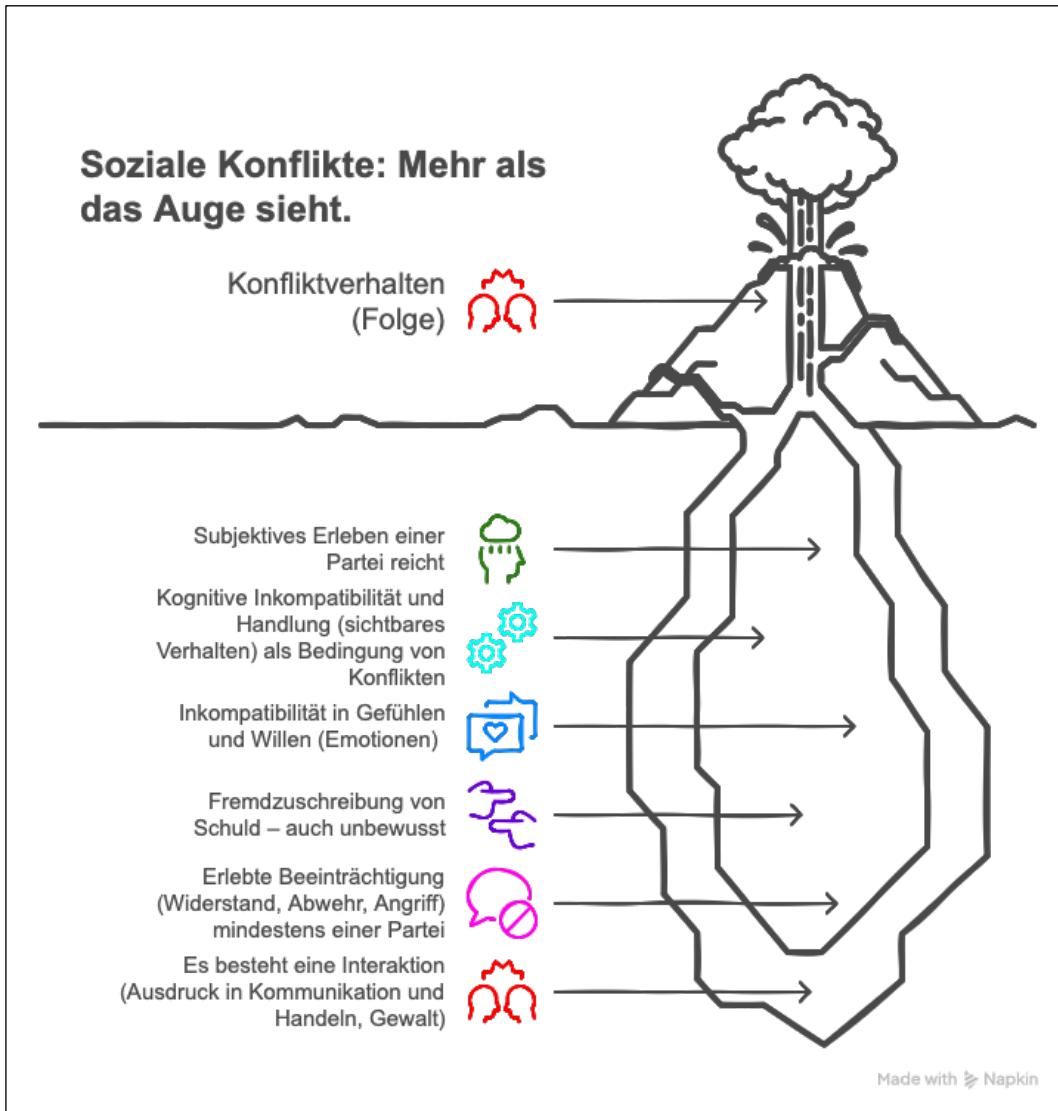 Soziale Konflikte: Mehr als
das Auge sieht.
Konfliktverhalten
(Folge)
Subjektives Erleben einer
Partei reicht
Kognitive Inkompatibilität und
Handlung (sichtbares
Verhalten) als Bedingung von
Konflikten
Inkompatibilität in Gefühlen
und Willen (Emotionen)
Fremdzuschreibung von
Schuld – auch unbewusst
Erlebte Beeinträchtigung
(Widerstand, Abwehr, Angriff)
mindestens einer Partei
Es besteht eine Interaktion
(Ausdruck in Kommunikation und
Handeln, Gewalt)
Made with Napkin